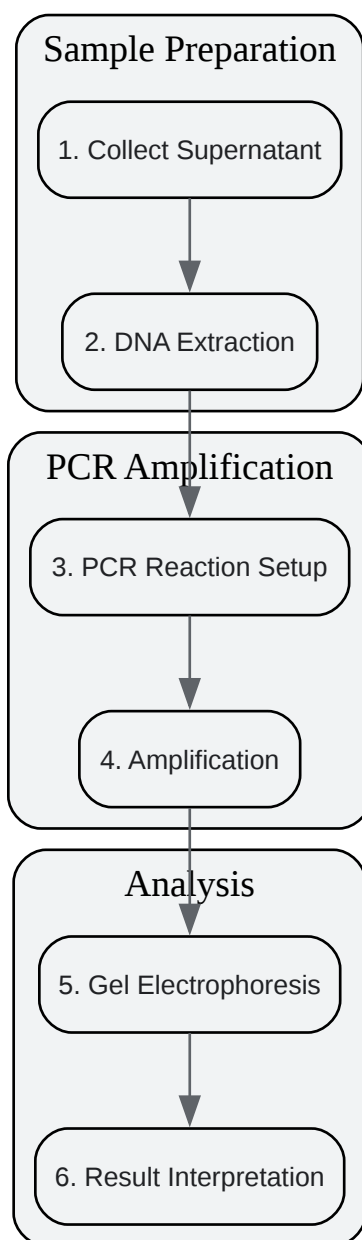 Sample Preparation
1. Collect Supernatant
2. DNA Extraction
PCR Amplification
3. PCR Reaction Setup
4. Amplification
Analysis
5. Gel Electrophoresis
6. Result Interpretation